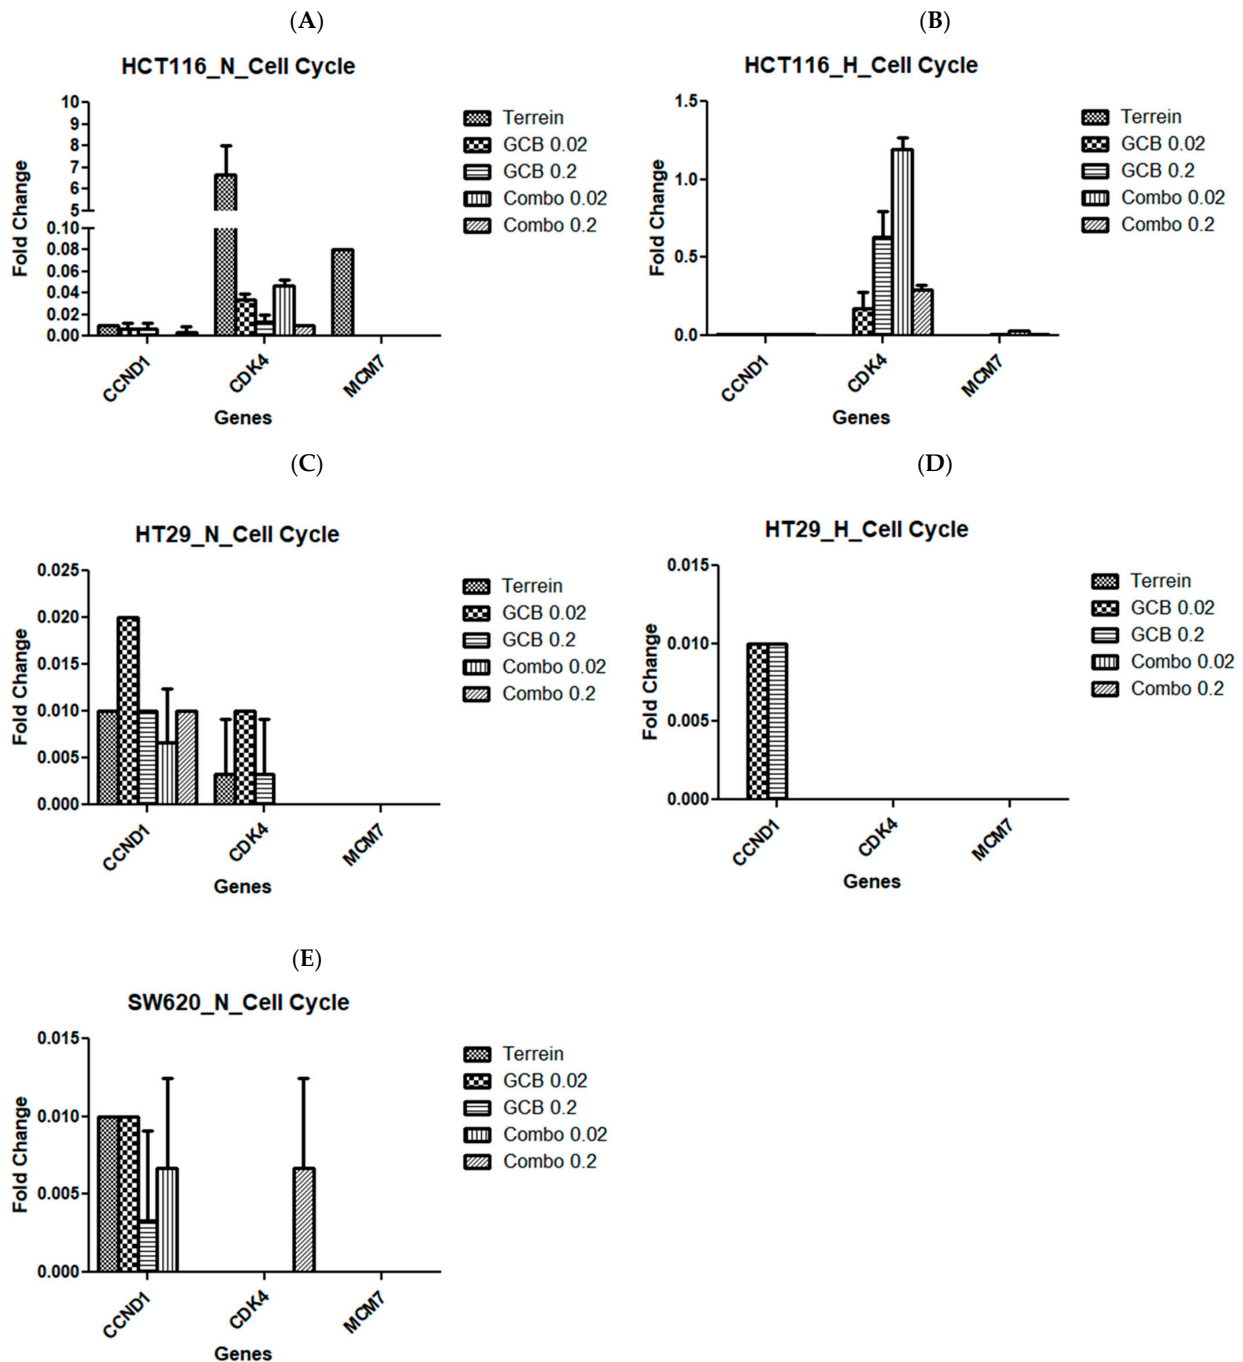 (A)
HCT116_N_Cell Cycle
10
9
8
7
6
5
0.10
0.08
0.06
0.04
0.02
0.00
Fold Change
CCND1
CDK4
MCM7
Genes
Terrein
GCB 0.02
GCB 0.2
Combo 0.02
Combo 0.2
(B)
HCT116_H_Cell Cycle
1.5
1.0
0.5
0.0
Fold Change
CCND1
CDK4
MCM7
Genes
Terrein
GCB 0.02
GCB 0.2
Combo 0.02
Combo 0.2
(C)
HT29_N_Cell Cycle
0.025
0.020
0.015
0.010
0.005
0.000
Fold Change
CCND1
CDK4
MCM7
Genes
Terrein
GCB 0.02
GCB 0.2
Combo 0.02
Combo 0.2
(D)
HT29_H_Cell Cycle
0.015
0.010
0.005
0.000
Fold Change
CCND1
CDK4
MCM7
Genes
Terrein
GCB 0.02
GCB 0.2
Combo 0.02
Combo 0.2
(E)
SW620_N_Cell Cycle
0.015
0.010
0.005
0.000
Fold Change
CCND1
CDK4
MCM7
Genes
Terrein
GCB 0.02
GCB 0.2
Combo 0.02
Combo 0.2